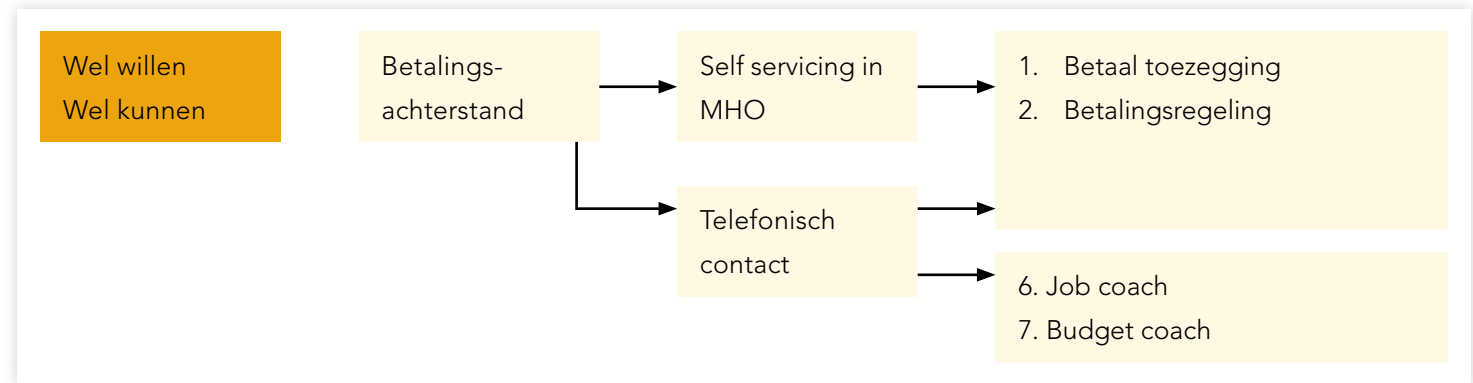 Wel willen
Wel kunnen
Betalings-
achterstand
Self servicing in
MHO
1. Betaal toezegging
2. Betalingsregeling
Telefonisch
contact
6. Job coach
7. Budget coach